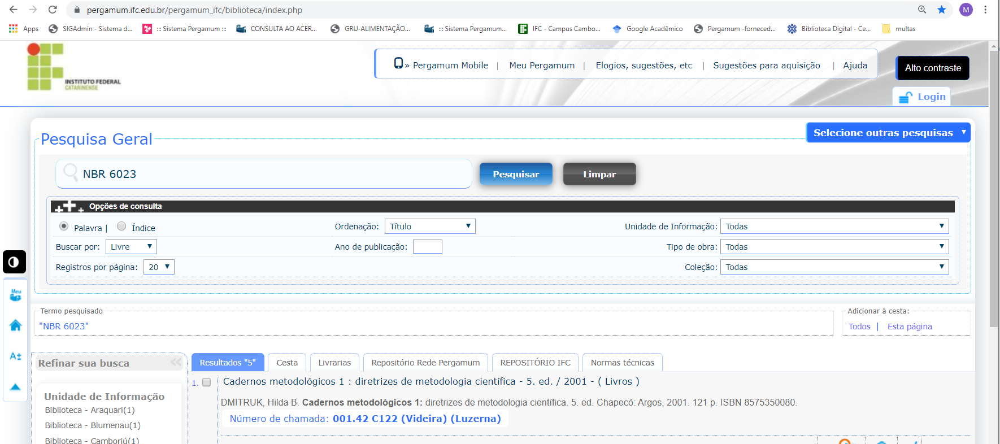 pergamum.ifc.edu.br/pergamum_ifc/biblioteca/index.php
M
Apps SIGAdmin - Sistema d... ::: Sistema Pergamum ::: CONSULTA AO ACER... GRU-ALIMENTAÇÃO... ::: Sistema Pergamum... IFC - Campus Cambo... Google Acadêmico Pergamum -forneced... Biblioteca Digital - Ce... multas
» Pergamum Mobile | Meu Pergamum | Elogios, sugestões, etc | Sugestões para aquisição | Ajuda
Alto contraste
INSTITUTO FEDERAL
CATARINENSE
Login
Selecione outras pesquisas
Pesquisa Geral
NBR 6023 Pesquisar Limpar
Opções de consulta
Palavra | Índice Ordenação: Título Unidade de Informação: Todas
Buscar por: Livre Ano de publicação: Tipo de obra: Todas
Registros por página: 20 Coleção: Todas
Meu
A±
Termo pesquisado Adicionar à cesta:
"NBR 6023" Todos | Esta página
Refinar sua busca Resultados "5" Cesta Livrarias Repositório Rede Pergamum REPOSITÓRIO IFC Normas técnicas
1. Cadernos metodológicos 1 : diretrizes de metodologia científica - 5. ed. / 2001 - ( Livros )
DMITRUK, Hilda B. Cadernos metodológicos 1: diretrizes de metodologia científica. 5. ed. Chapecó: Argos, 2001. 121 p. ISBN 8575350080.
Número de chamada: 001.42 C122 (Videira) (Luzerna)
Unidade de Informação
Biblioteca - Araquari(1)
Biblioteca - Blumenau(1)
Biblioteca - Camboriú(1)